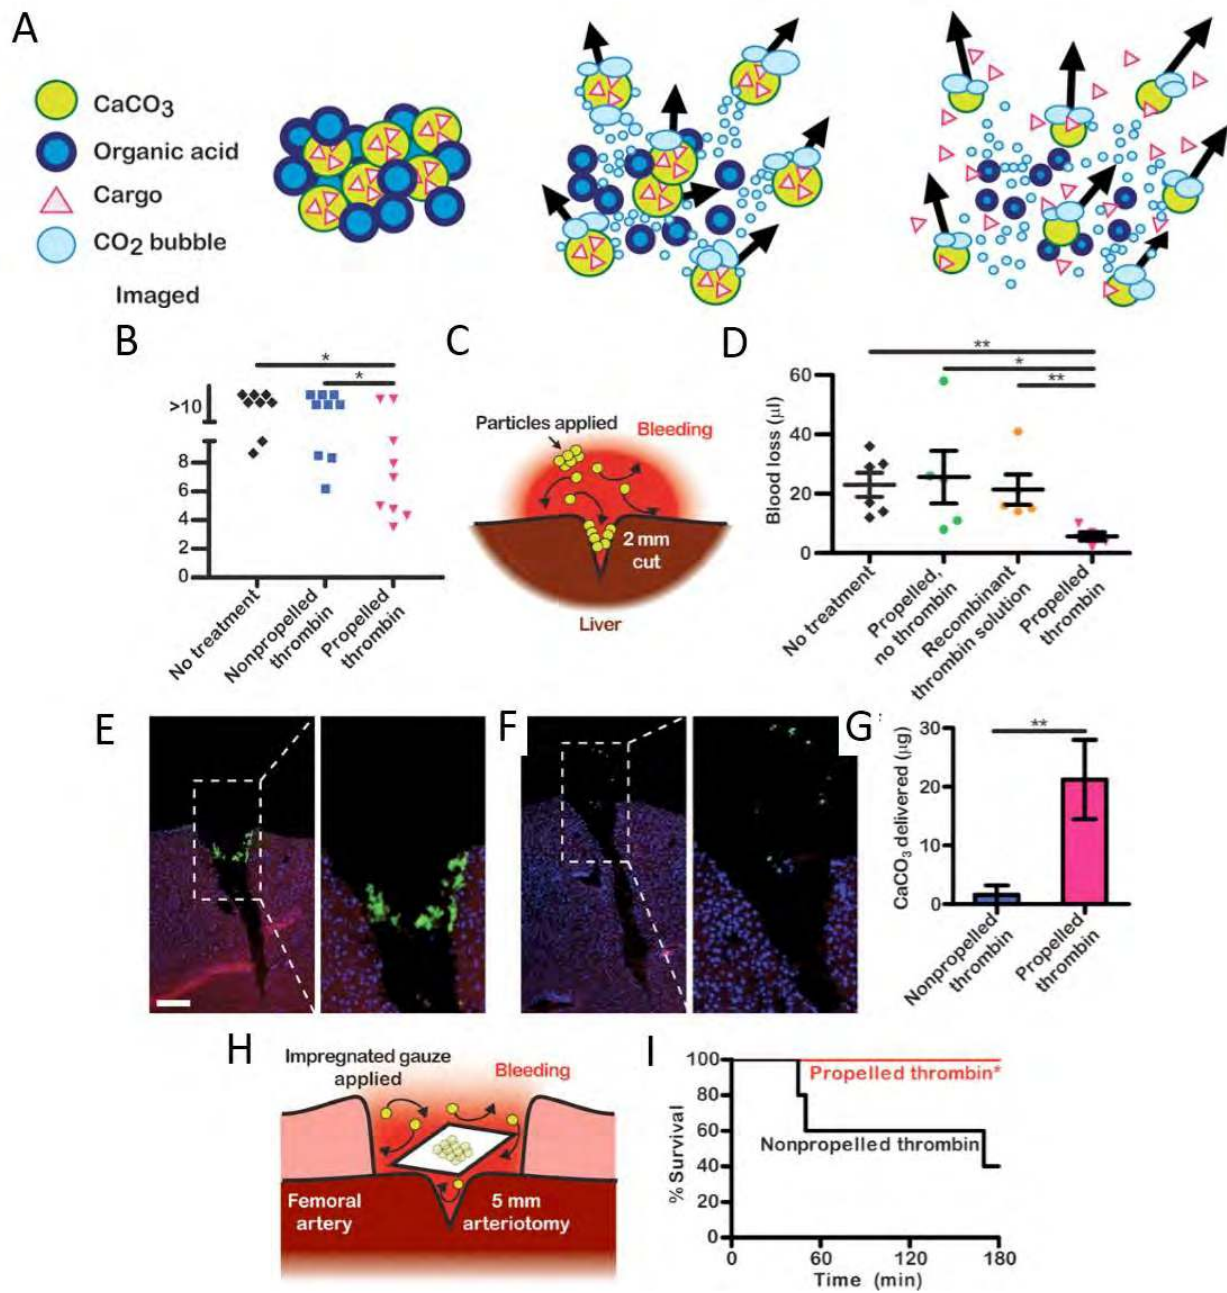 A
CaCO3
Organic acid
Cargo
CO2 bubble
Imaged
B
*
*
>10
8
6
4
2
0
No treatment
Nonpropelled
thrombin
Propelled
thrombin
C
Particles applied
Bleeding
2 mm
cut
Liver
D
**
*
**
Blood loss (µl)
60
40
20
0
No treatment
Propelled,
no thrombin
Recombinant
thrombin solution
Propelled
thrombin
E
F
G
**
CaCO3 delivered (µg)
30
20
10
0
Nonpropelled
thrombin
Propelled
thrombin
H
Impregnated gauze
applied
Bleeding
Femoral
artery
5 mm
arteriotomy
I
% Survival
100
80
60
40
20
0
Propelled thrombin*
Nonpropelled thrombin
0
60
120
180
Time (min)